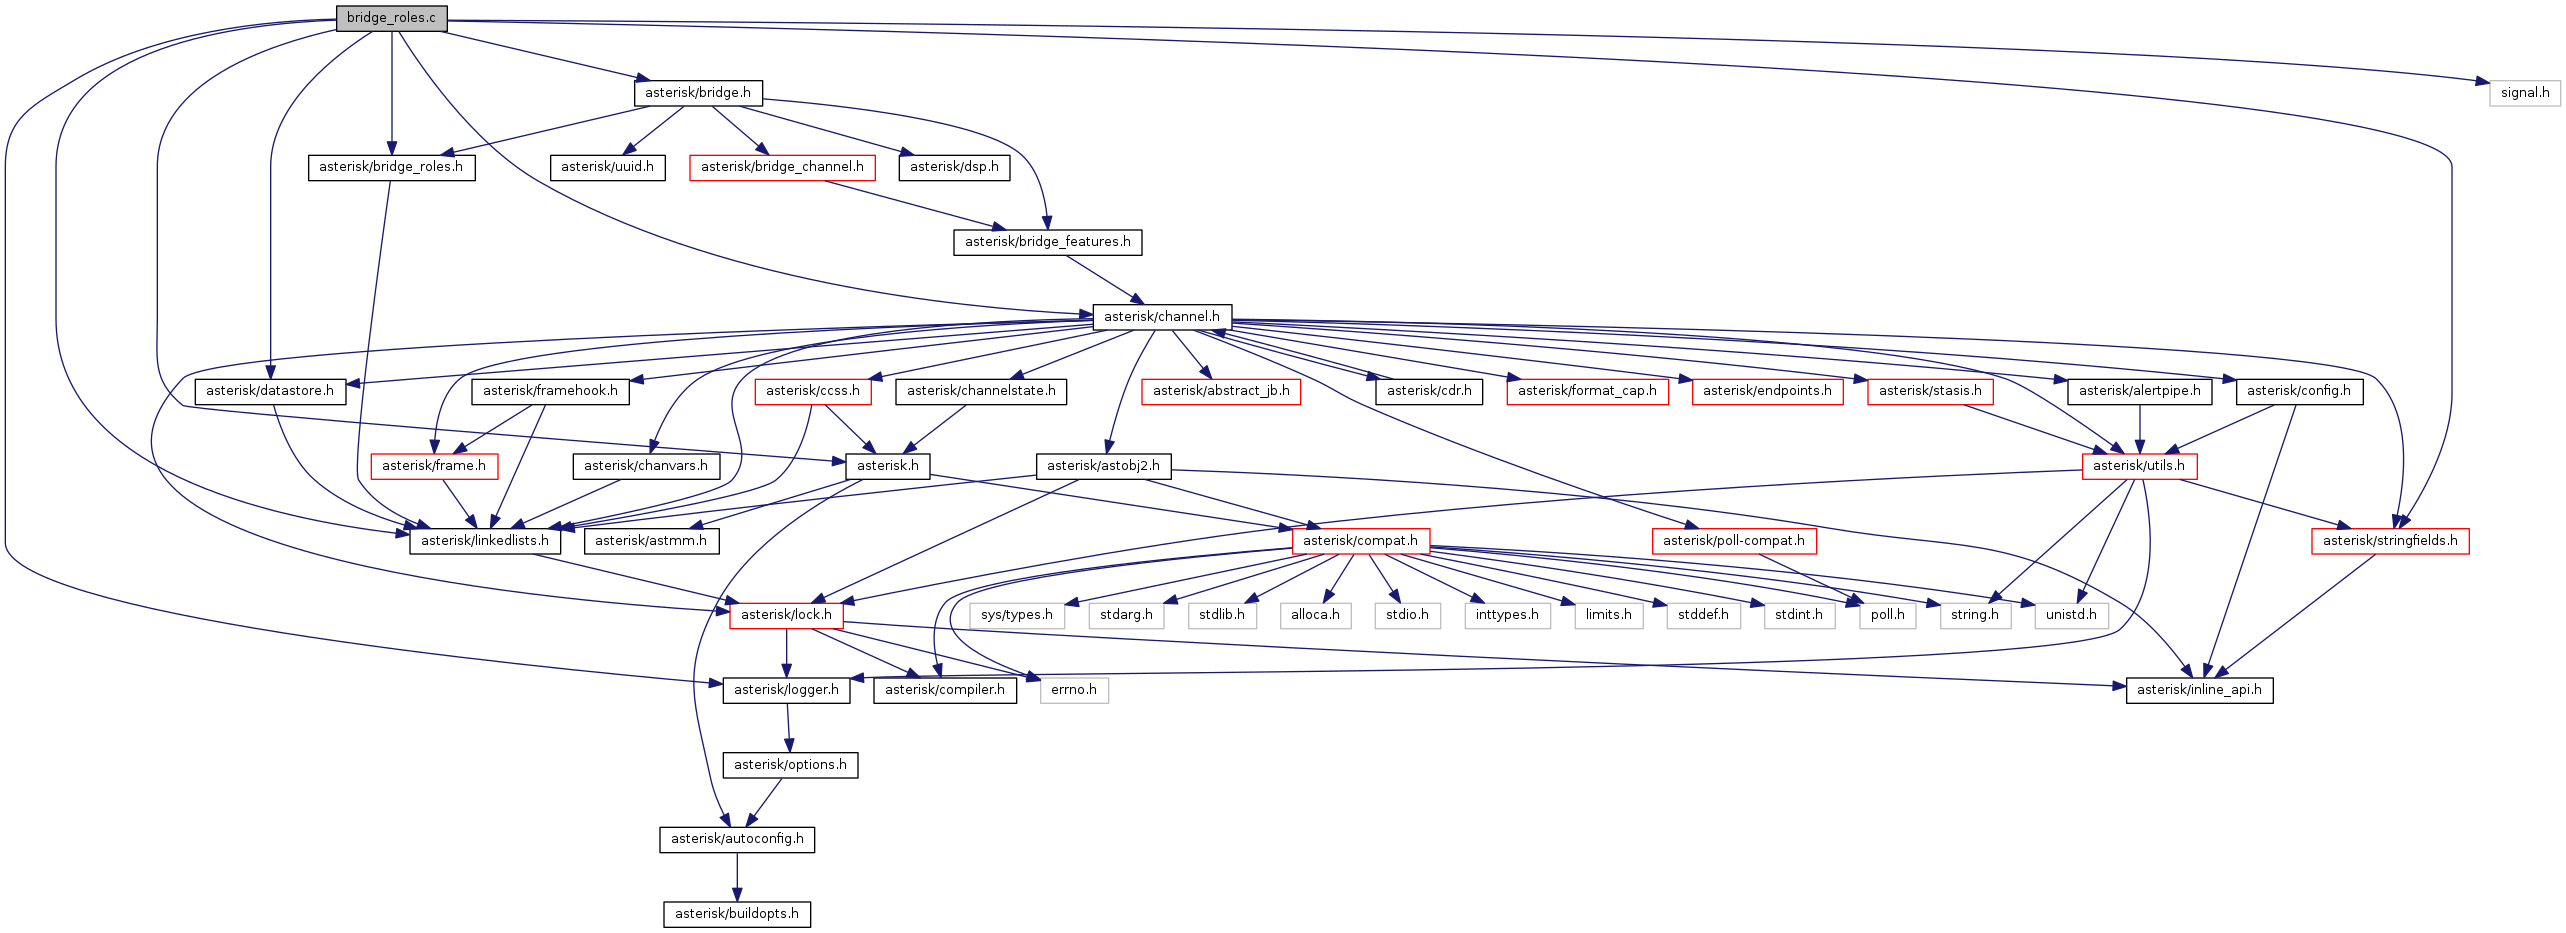 bridge_roles.c
asterisk/bridge.h
signal.h
asterisk/bridge_roles.h
asterisk/uuid.h
asterisk/bridge_channel.h
asterisk/dsp.h
asterisk/bridge_features.h
asterisk/channel.h
asterisk/datastore.h
asterisk/framehook.h
asterisk/ccss.h
asterisk/channelstate.h
asterisk/abstract_jb.h
asterisk/cdr.h
asterisk/format_cap.h
asterisk/endpoints.h
asterisk/stasis.h
asterisk/alertpipe.h
asterisk/config.h
asterisk/frame.h
asterisk/chanvars.h
asterisk.h
asterisk/astobj2.h
asterisk/utils.h
asterisk/linkedlists.h
asterisk/astmm.h
asterisk/compat.h
asterisk/poll-compat.h
asterisk/stringfields.h
asterisk/lock.h
sys/types.h
stdarg.h
stdlib.h
alloca.h
stdio.h
inttypes.h
limits.h
stddef.h
stdint.h
poll.h
string.h
unistd.h
asterisk/logger.h
asterisk/compiler.h
errno.h
asterisk/inline_api.h
asterisk/options.h
asterisk/autoconfig.h
asterisk/buildopts.h